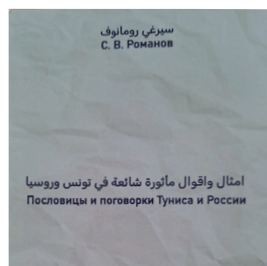 سيرغي رومانوف
С. В. Романов
امثال واقوال مأثورة شائعة في تونس وروسيا
Пословицы и поговорки Туниса и России